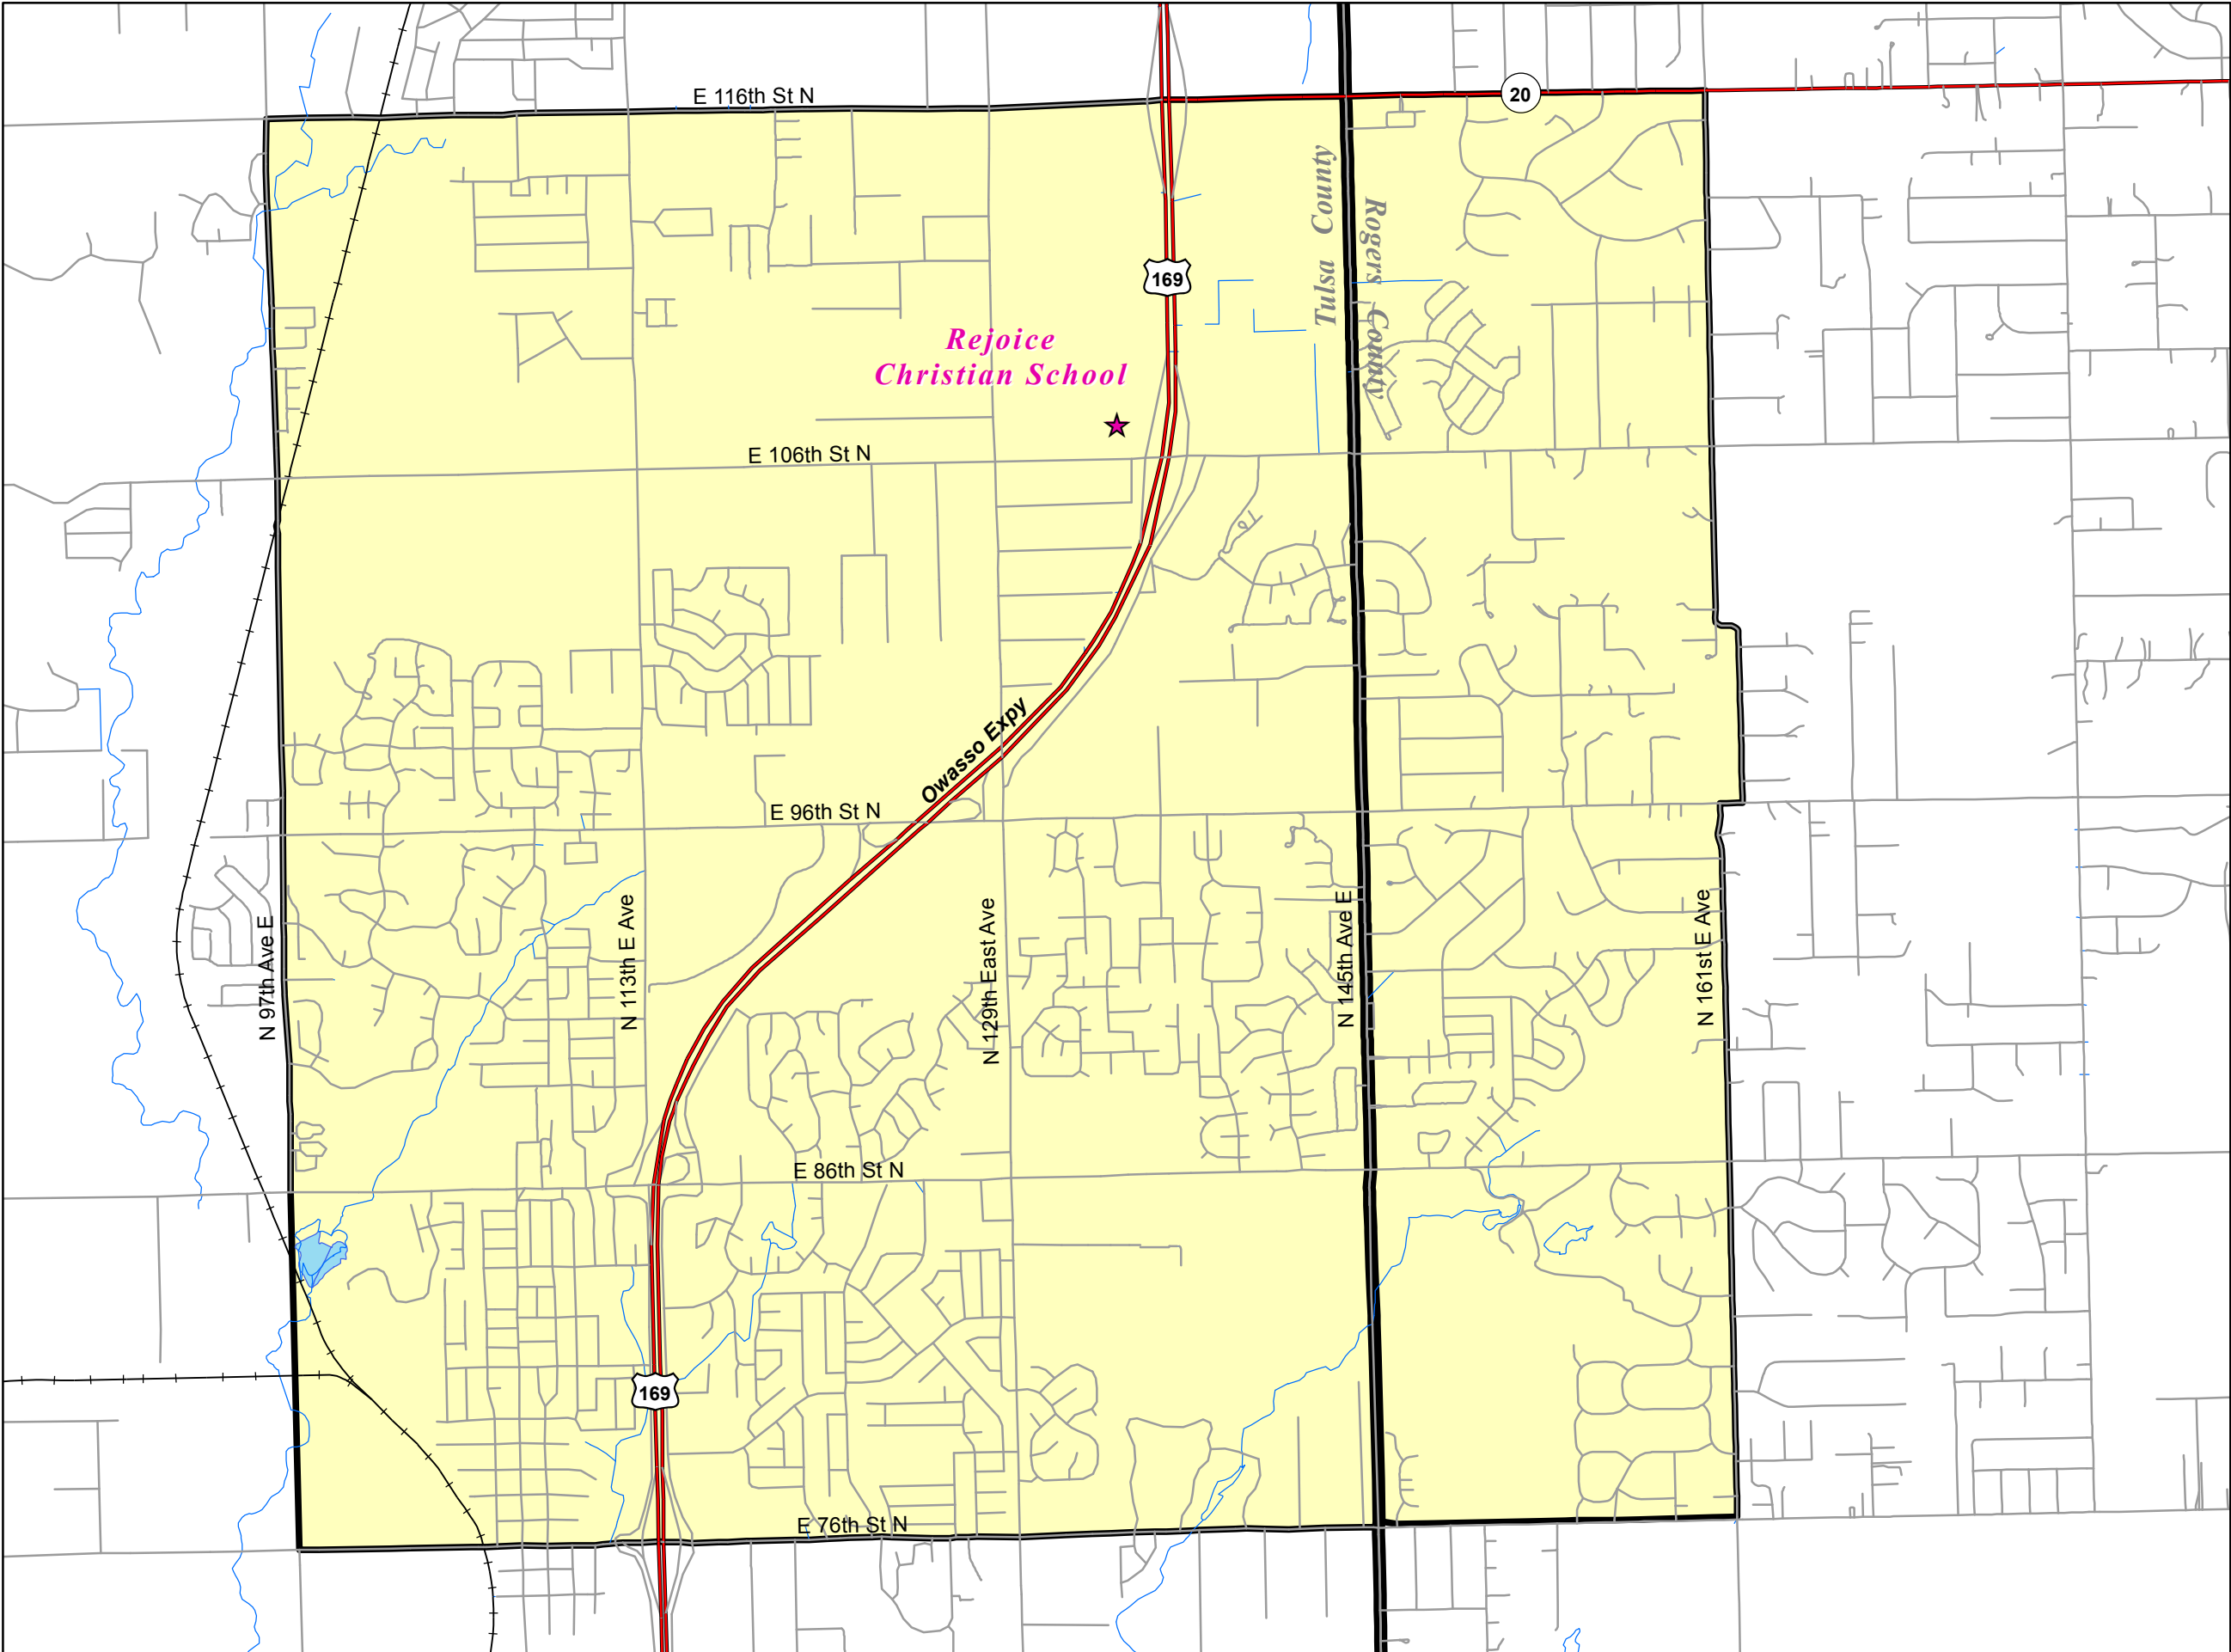 E 116th St N
20
Tulsa County
Rogers County
169
Rejoice
Christian School
E 106th St N
Owasso Expy
E 96th St N
N 97th Ave E
N 113th E Ave
N 129th East Ave
N 145th Ave E
N 161st E Ave
E 86th St N
169
E 76th St N